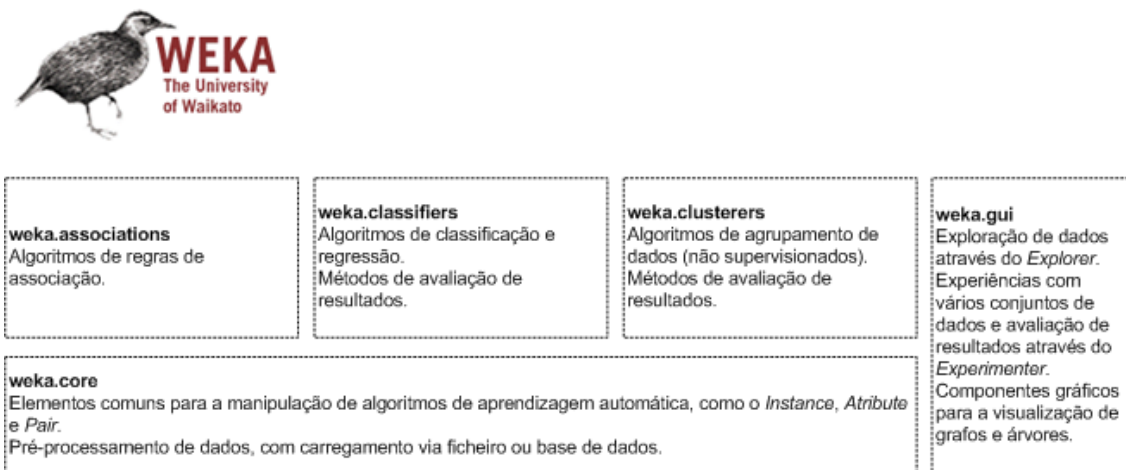 WEKA
The University
of Waikato
weka.associations
Algoritmos de regras de
associação.
weka.classifiers
Algoritmos de classificação e
regressão.
Métodos de avaliação de
resultados.
weka.clusterers
Algoritmos de agrupamento de
dados (não supervisionados).
Métodos de avaliação de
resultados.
weka.gui
Exploração de dados
através do Explorer.
Experiências com
vários conjuntos de
dados e avaliação de
resultados através do
Experimenter.
Componentes gráficos
para a visualização de
grafos e árvores.
weka.core
Elementos comuns para a manipulação de algoritmos de aprendizagem automática, como o Instance, Atribute
e Pair.
Pré-processamento de dados, com carregamento via ficheiro ou base de dados.